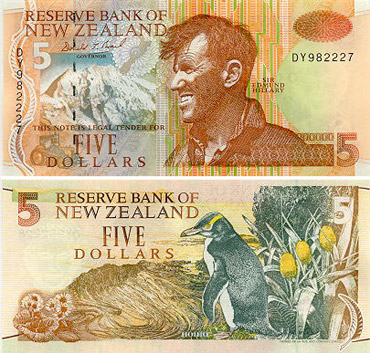 RESERVE BANK OF
NEW ZEALAND
5
GOVERNOR
DY982227
DY982227
SIR
EDMUND
HILLARY
THIS NOTE IS LEGAL TENDER FOR
FIVE
DOLLARS
5
5
RESERVE BANK OF
NEW ZEALAND
FIVE
DOLLARS
HOIHO